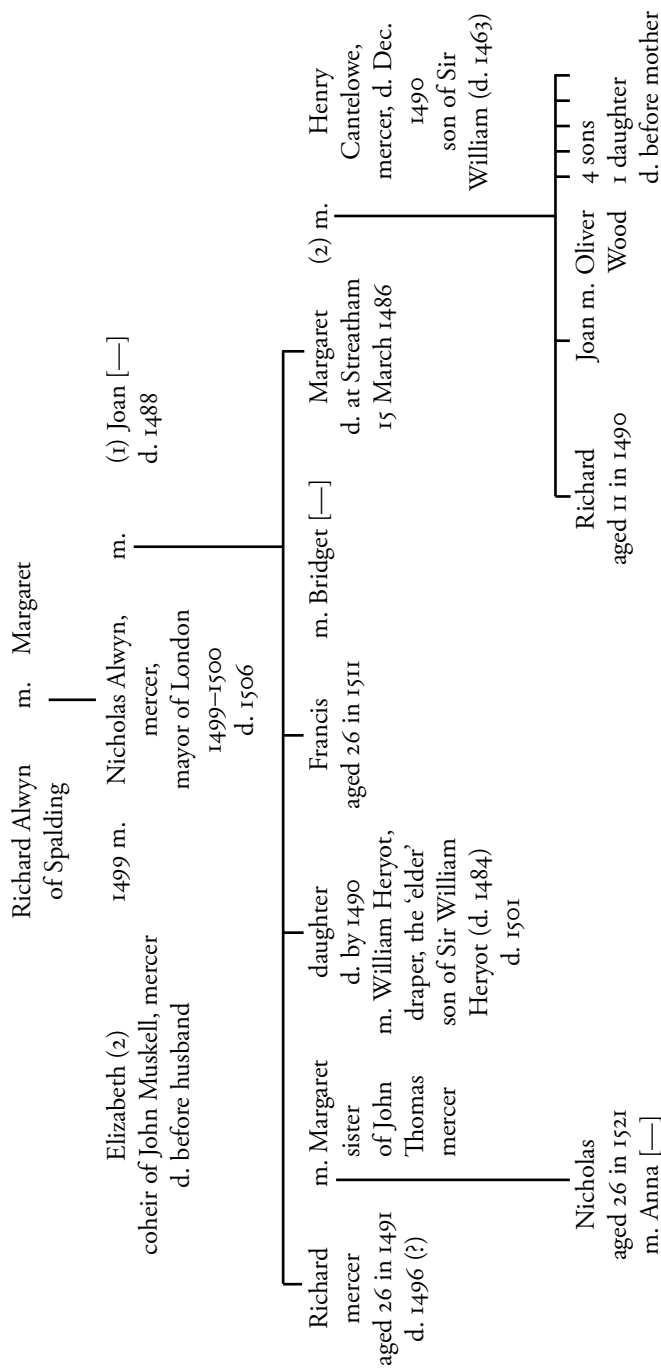 Richard Alwyn m. Margaret
of Spalding
Elizabeth (2) 1499 m. Nicholas Alwyn, m. (1) Joan [—]
coheir of John Muskell, mercer mercer, d. 1488
d. before husband mayor of London
1499–1500
d. 1506
Richard
mercer
aged 26 in 1491
d. 1496 (?)
m. Margaret
sister
of John
Thomas
mercer
daughter
d. by 1490
m. William Heryot,
draper, the ‘elder’
son of Sir William
Heryot (d. 1484)
d. 1501
Francis m. Bridget [—]
aged 26 in 1511
Margaret
d. at Streatham
15 March 1486
(2) m.
Henry
Cantelowe,
mercer, d. Dec.
1490
son of Sir
William (d. 1463)
Nicholas
aged 26 in 1521
m. Anna [—]
Richard
aged 11 in 1490
Joan m. Oliver
Wood
4 sons
1 daughter
d. before mother